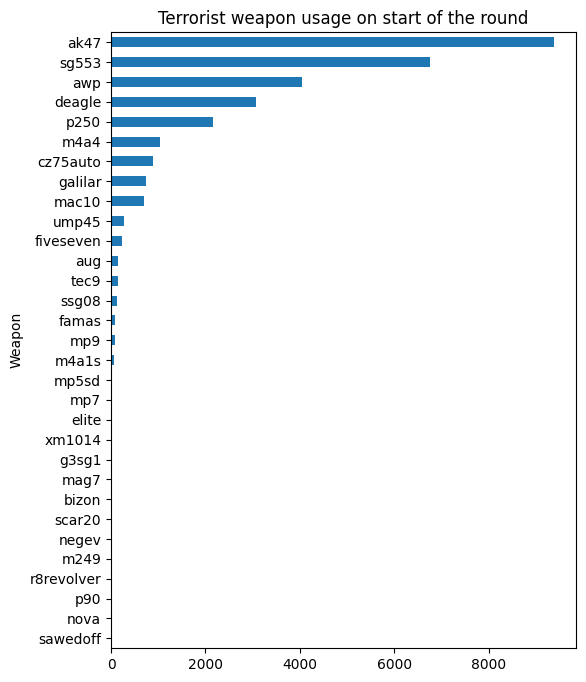 Terrorist weapon usage on start of the round
Weapon
ak47
sg553
awp
deagle
p250
m4a4
cz75auto
galilar
mac10
ump45
fiveseven
aug
tec9
ssg08
famas
mp9
m4a1s
mp5sd
mp7
elite
xm1014
g3sg1
mag7
bizon
scar20
negev
m249
r8revolver
p90
nova
sawedoff
0 2000 4000 6000 8000